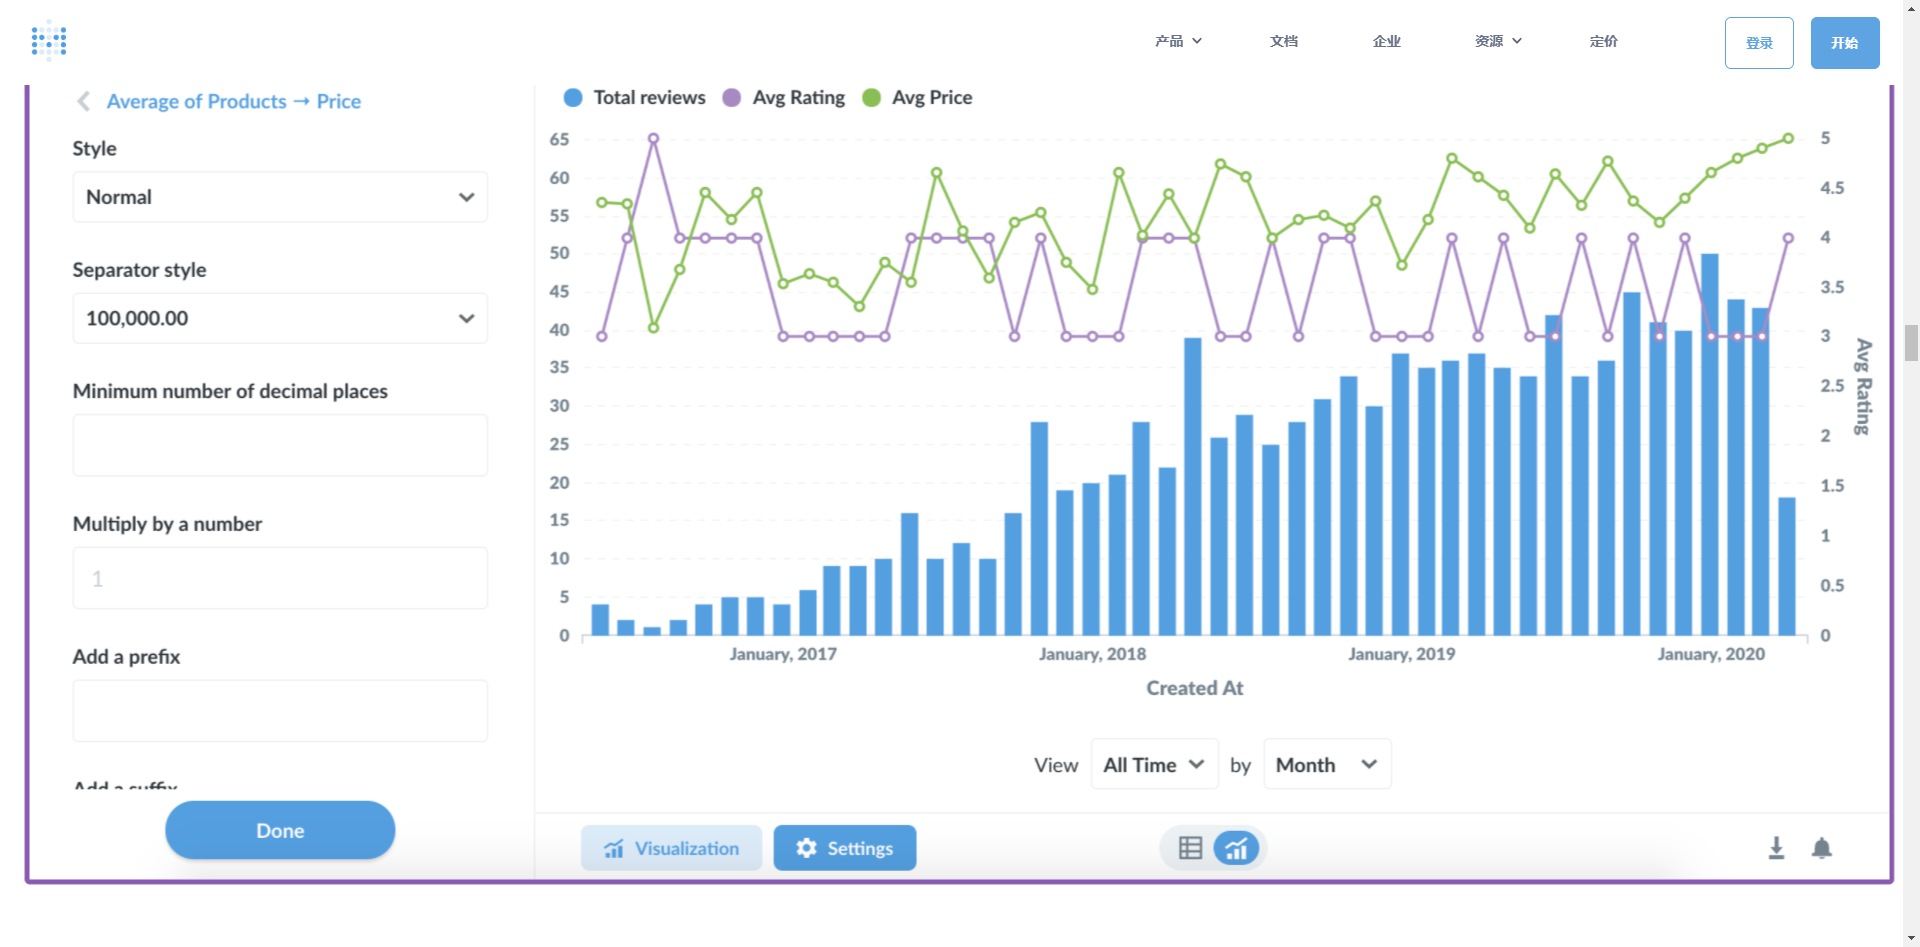 产品 文档 企业 资源 定价 登录 开始
Average of Products → Price
Style
Normal
Separator style
100,000.00
Minimum number of decimal places
Multiply by a number
1
Add a prefix
Add a suffix
Done
Total reviews Avg Rating Avg Price
65
60
55
50
45
40
35
30
25
20
15
10
5
0
5
4.5
4
3.5
3
2.5
2
1.5
1
0.5
0
Avg Rating
January, 2017 January, 2018 January, 2019 January, 2020
Created At
View All Time by Month
Visualization Settings